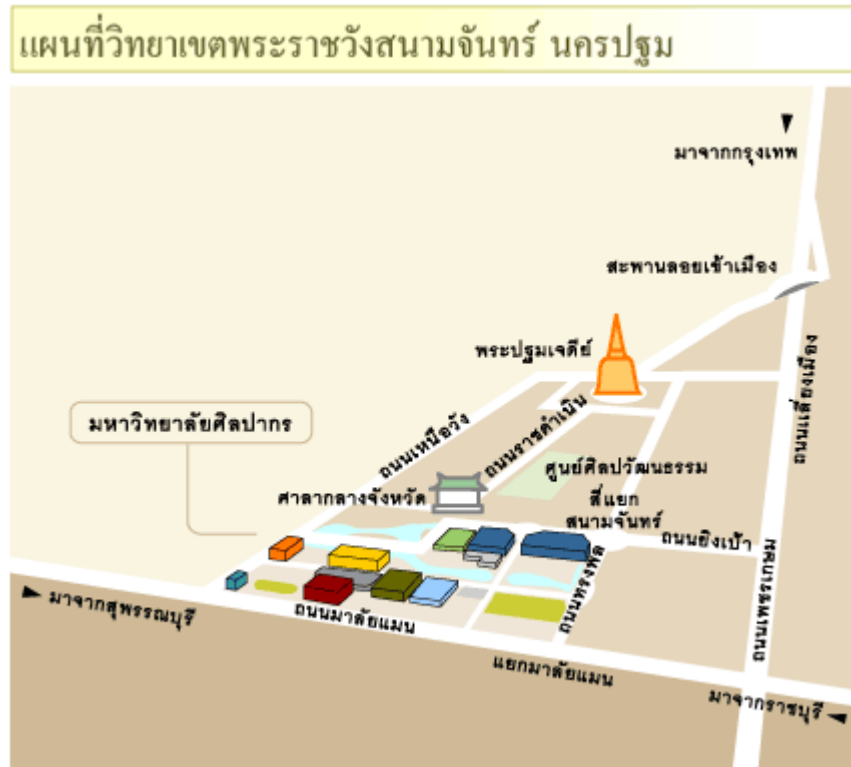 แผนที่วิทยาเขตพระราชวังสนามจันทร์ นครปฐม
มาจากกรุงเทพ
สะพานลอยเข้าเมือง
พระปฐมเจดีย์
ถนนเลี่ยงเมือง
มหาวิทยาลัยศิลปากร
ถนนเหนือวัง
ถนนราชดำเนิน
ศูนย์ศิลปวัฒนธรรม
ศาลากลางจังหวัด
สี่แยก
สนามจันทร์
ถนนยิงเป้า
ถนนทรงพล
ถนนเพชรเกษม
มาจากสุพรรณบุรี
ถนนมาลัยแมน
แยกมาลัยแมน
มาจากราชบุรี